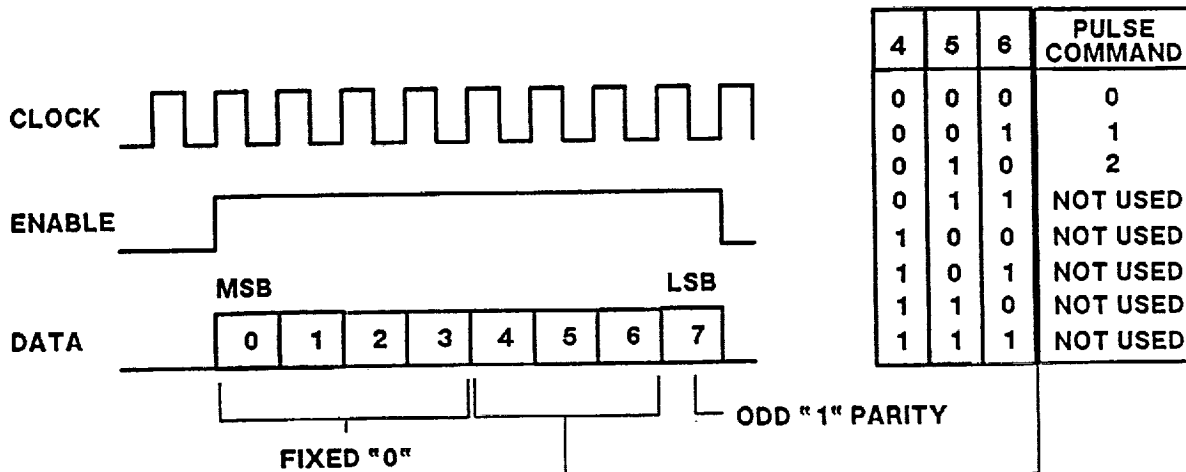 CLOCK
ENABLE
MSB LSB
DATA 0 1 2 3 4 5 6 7
ODD "1" PARITY
FIXED "0"
4 5 6 PULSE COMMAND
0 0 0 0
0 0 1 1
0 1 0 2
0 1 1 NOT USED
1 0 0 NOT USED
1 0 1 NOT USED
1 1 0 NOT USED
1 1 1 NOT USED